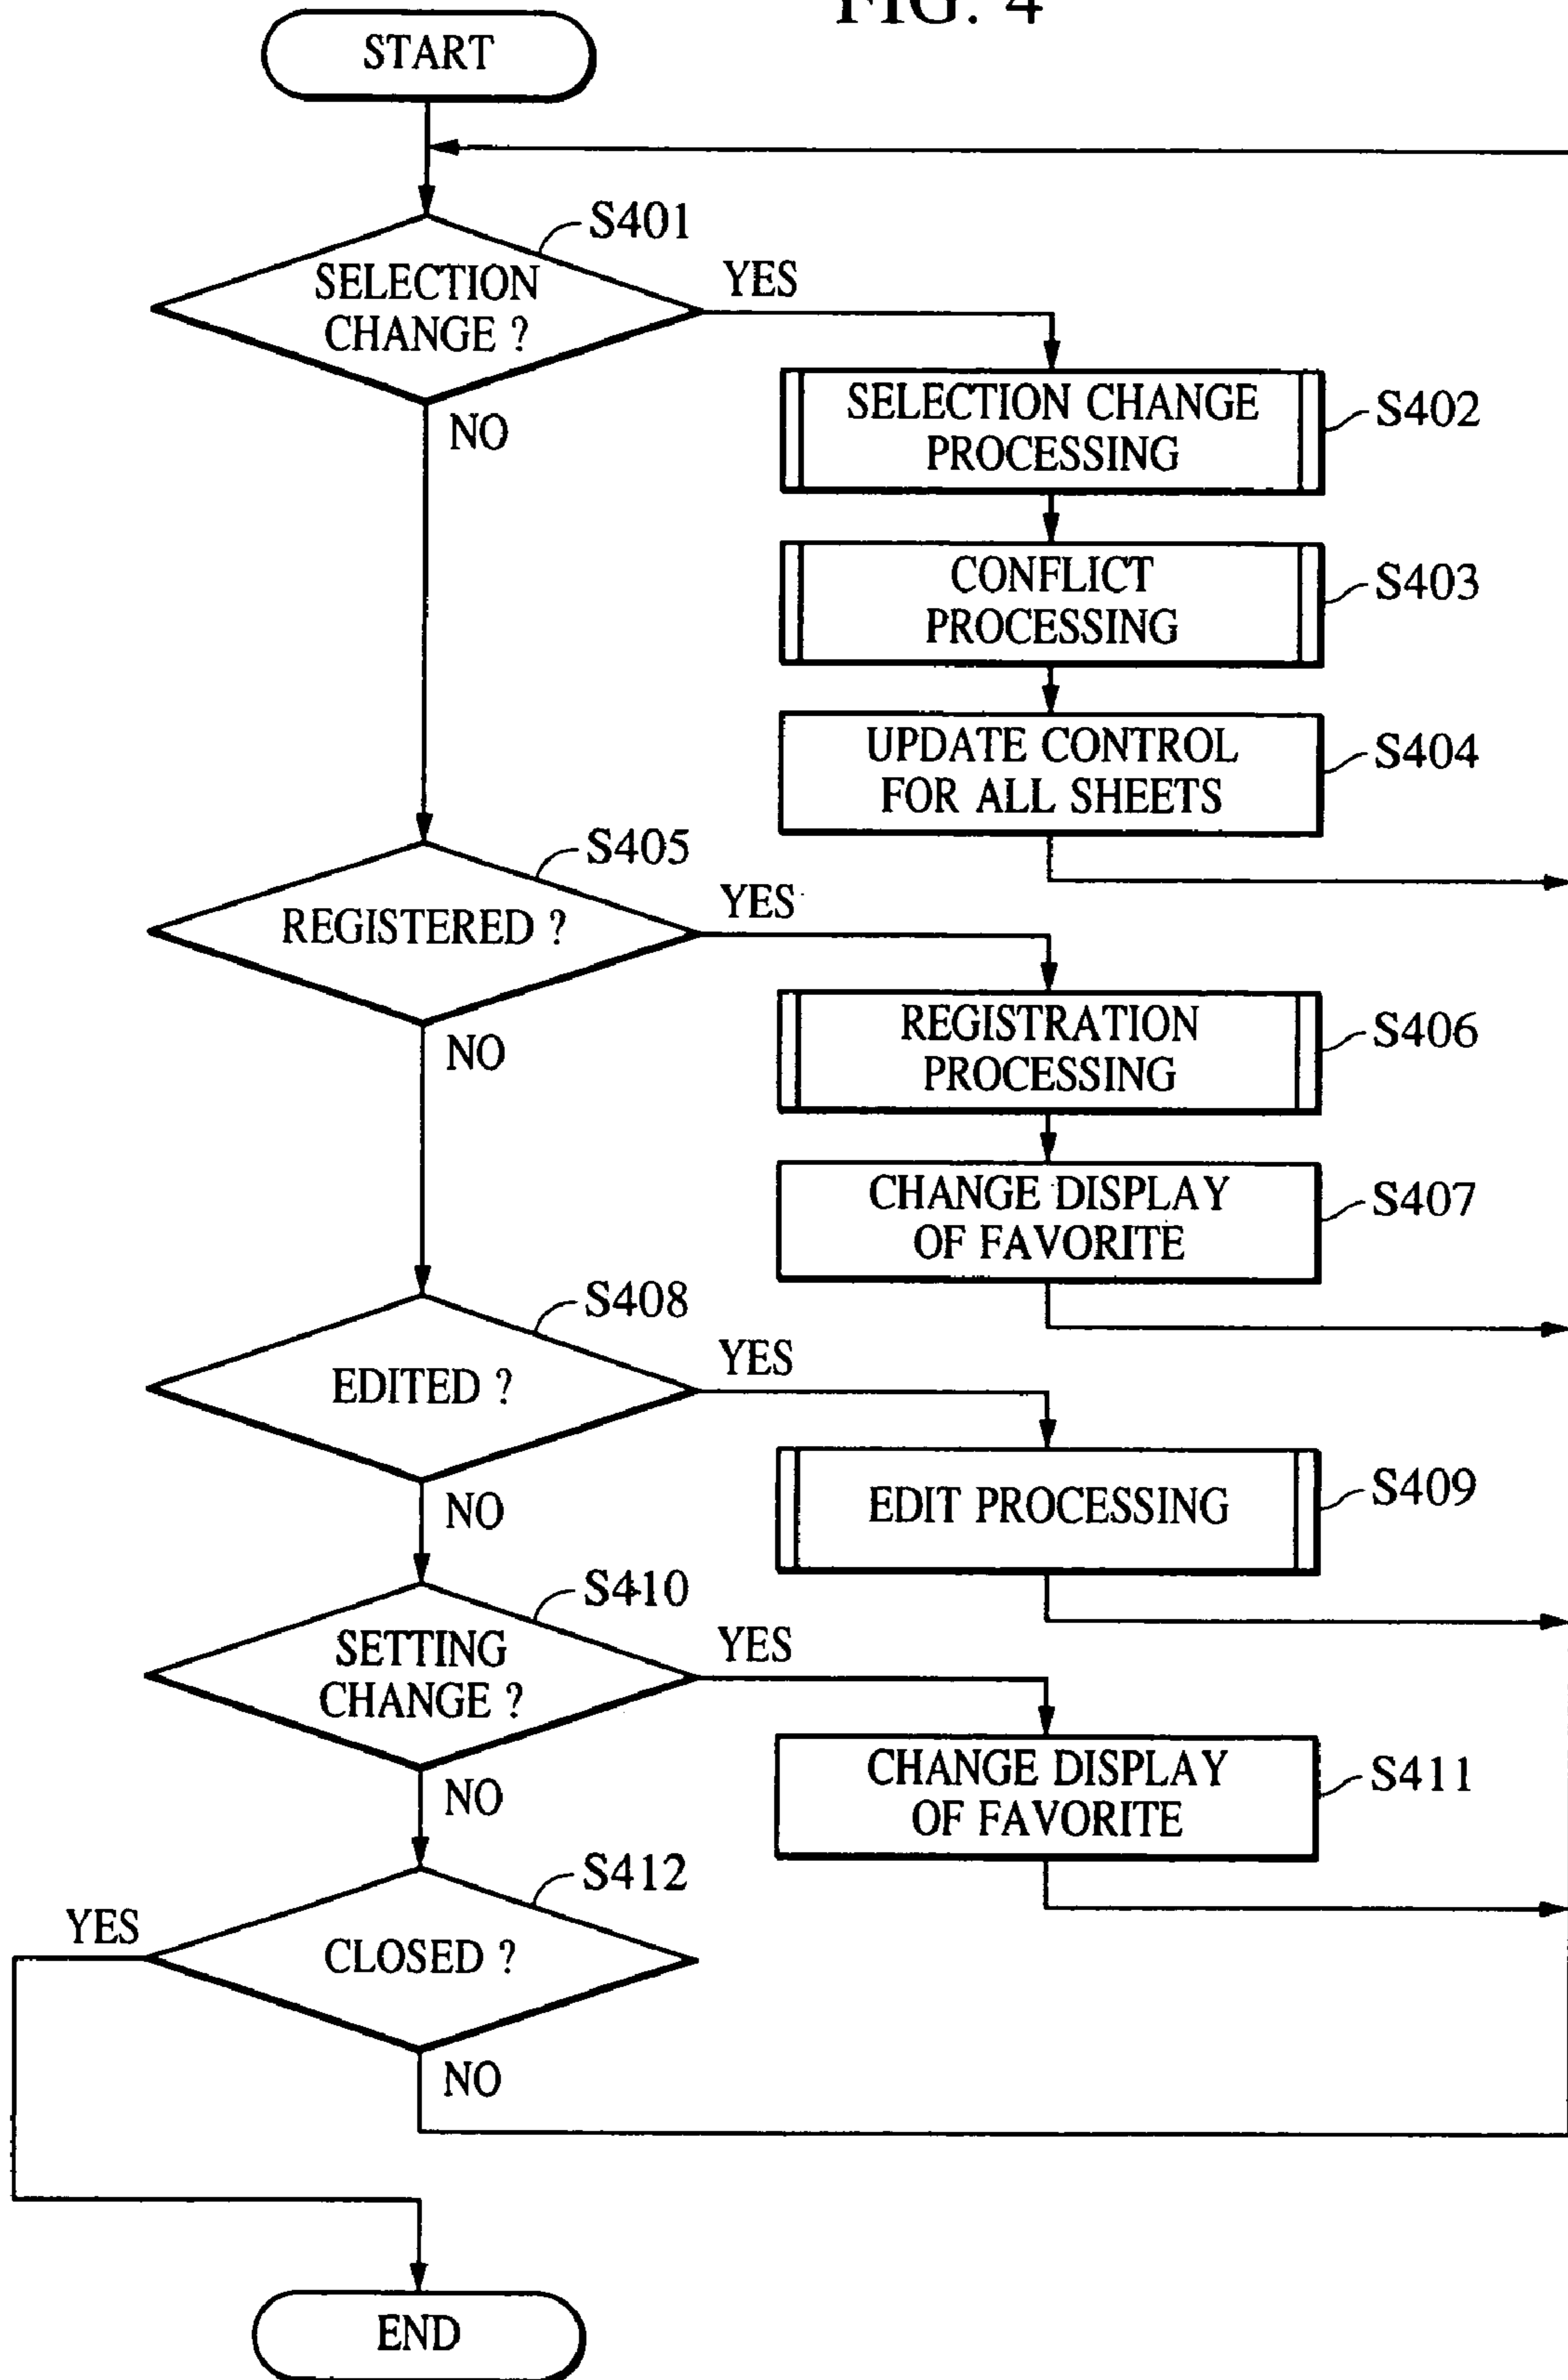 FIG. 4
START
S401
SELECTION
CHANGE ?
YES
NO
SELECTION CHANGE
PROCESSING
S402
CONFLICT
PROCESSING
S403
UPDATE CONTROL
FOR ALL SHEETS
S404
S405
REGISTERED ?
YES
NO
REGISTRATION
PROCESSING
S406
CHANGE DISPLAY
OF FAVORITE
S407
S408
EDITED ?
YES
NO
EDIT PROCESSING
S409
S410
SETTING
CHANGE ?
YES
NO
CHANGE DISPLAY
OF FAVORITE
S411
S412
YES
CLOSED ?
NO
END